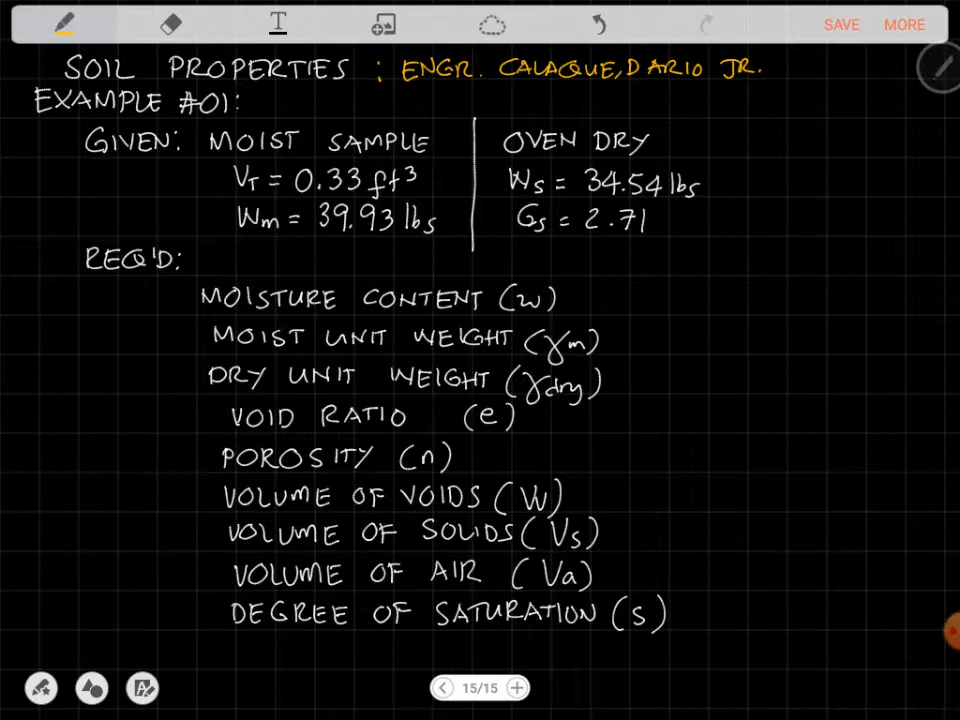 T SAVE MORE
SOIL PROPERTIES : ENGR. CALAQUE, DARIO JR.
EXAMPLE #01:
GIVEN: MOIST SAMPLE
VT = 0.33 ft³
Wm = 39.93 lbs
OVEN DRY
Ws = 34.54 lbs
Gs = 2.71
REQ'D:
MOISTURE CONTENT (w)
MOIST UNIT WEIGHT (γm)
DRY UNIT WEIGHT (γdry)
VOID RATIO (e)
POROSITY (n)
VOLUME OF VOIDS (Vv)
VOLUME OF SOLIDS (Vs)
VOLUME OF AIR (Va)
DEGREE OF SATURATION (S)
15/15